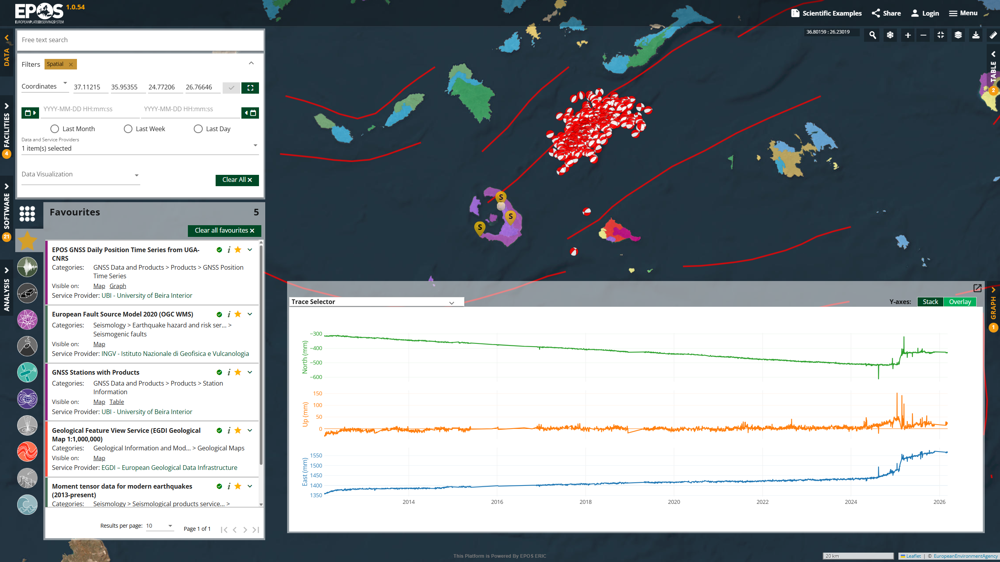 EPOS 1.0.54
EUROPEANPLATEOBSERVINGSYSTEM
Scientific Examples
Share
Login
Menu
36.80159 : 26.23019
DATA
FACILITIES
4
SOFTWARE
21
ANALYSIS
TABLE
2
GRAPH
1
Free text search
Filters
Spatial
Coordinates
37.11215
35.95355
24.77206
26.76646
YYYY-MM-DD HH:mm:ss
YYYY-MM-DD HH:mm:ss
Last Month
Last Week
Last Day
Data and Service Providers
1 item(s) selected
Data Visualization
Clear All
Favourites
5
Clear all favourites
EPOS GNSS Daily Position Time Series from UGA-
CNRS
Categories: GNSS Data and Products > Products > GNSS Position
Time Series
Visible on: Map Graph
Service Provider: UBI - University of Beira Interior
European Fault Source Model 2020 (OGC WMS)
Categories: Seismology > Earthquake hazard and risk ser... >
Seismogenic faults
Visible on: Map
Service Provider: INGV - Istituto Nazionale di Geofisica e Vulcanologia
GNSS Stations with Products
Categories: GNSS Data and Products > Products > Station
Information
Visible on: Map Table
Service Provider: UBI - University of Beira Interior
Geological Feature View Service (EGDI Geological
Map 1:1,000,000)
Categories: Geological Information and Mod... > Geological Maps
Visible on: Map
Service Provider: EGDI – European Geological Data Infrastructure
Moment tensor data for modern earthquakes
(2013-present)
Categories: Seismology > Seismological products service... >
Results per page: 10
Page 1 of 1
S
S
S
Trace Selector
Y-axes: Stack Overlay
North (mm)
−300
−400
−500
−600
Up (mm)
150
100
50
0
East (mm)
1550
1500
1450
1400
1350
2014 2016 2018 2020 2022 2024 2026
This Platform is Powered By EPOS ERIC
20 km
Leaflet | © EuropeanEnvironmentAgency